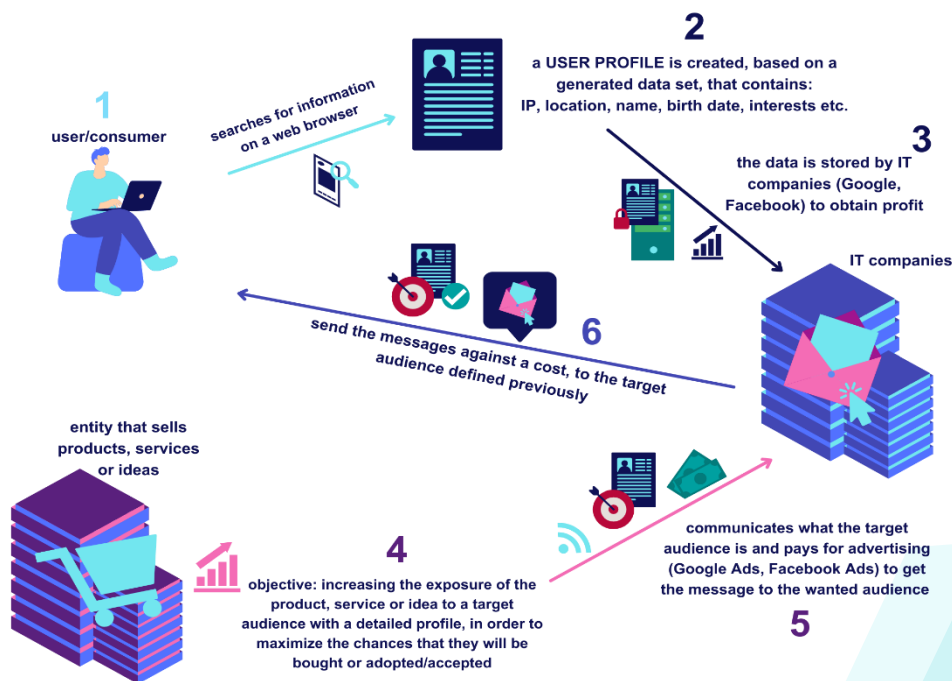 1
user/consumer
searches for information
on a web browser
2
a USER PROFILE is created, based on a
generated data set, that contains:
IP, location, name, birth date, interests etc.
3
the data is stored by IT
companies (Google,
Facebook) to obtain profit
IT companies
6
send the messages against a cost, to the target
audience defined previously
entity that sells
products, services
or ideas
4
objective: increasing the exposure of the
product, service or idea to a target
audience with a detailed profile, in order to
maximize the chances that they will be
bought or adopted/accepted
communicates what the target
audience is and pays for advertising
(Google Ads, Facebook Ads) to get
the message to the wanted audience
5